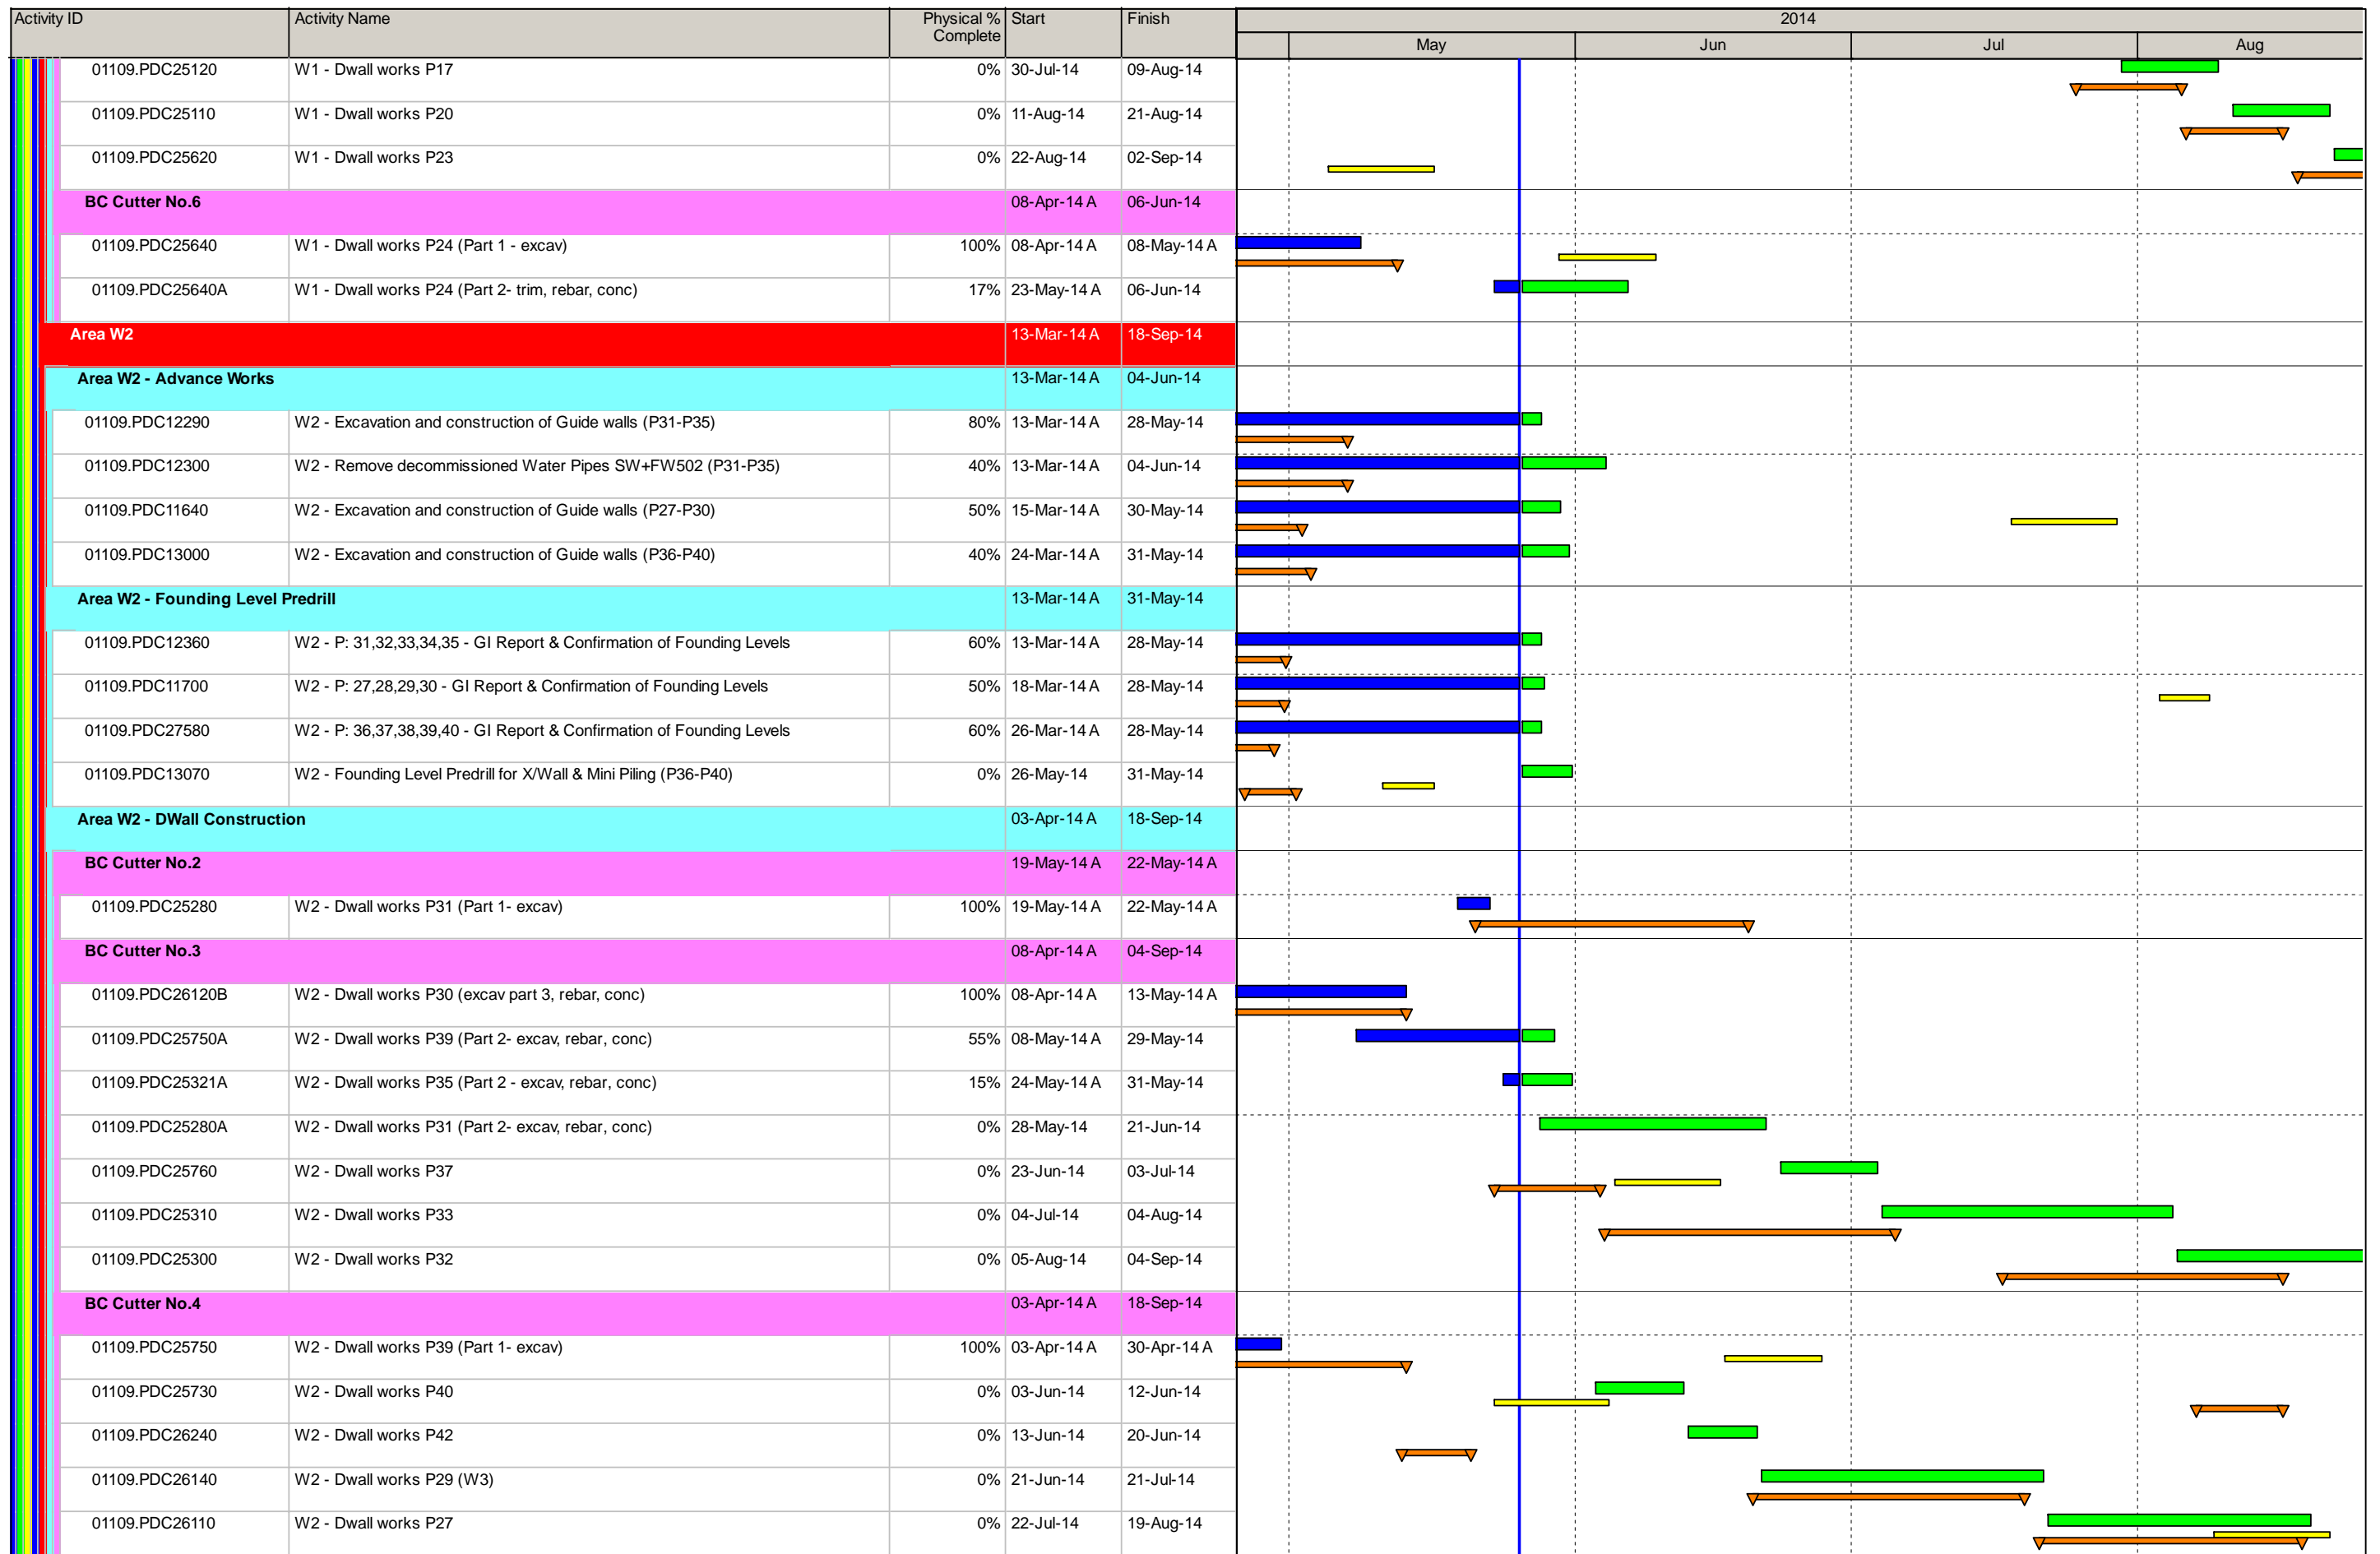 Activity ID Activity Name Physical % Complete Start Finish 2014
May Jun Jul Aug
01109.PDC25120 W1 - Dwall works P17 0% 30-Jul-14 09-Aug-14
01109.PDC25110 W1 - Dwall works P20 0% 11-Aug-14 21-Aug-14
01109.PDC25620 W1 - Dwall works P23 0% 22-Aug-14 02-Sep-14
BC Cutter No.6 08-Apr-14 A 06-Jun-14
01109.PDC25640 W1 - Dwall works P24 (Part 1 - excav) 100% 08-Apr-14 A 08-May-14 A
01109.PDC25640A W1 - Dwall works P24 (Part 2- trim, rebar, conc) 17% 23-May-14 A 06-Jun-14
Area W2 13-Mar-14 A 18-Sep-14
Area W2 - Advance Works 13-Mar-14 A 04-Jun-14
01109.PDC12290 W2 - Excavation and construction of Guide walls (P31-P35) 80% 13-Mar-14 A 28-May-14
01109.PDC12300 W2 - Remove decommissioned Water Pipes SW+FW502 (P31-P35) 40% 13-Mar-14 A 04-Jun-14
01109.PDC11640 W2 - Excavation and construction of Guide walls (P27-P30) 50% 15-Mar-14 A 30-May-14
01109.PDC13000 W2 - Excavation and construction of Guide walls (P36-P40) 40% 24-Mar-14 A 31-May-14
Area W2 - Founding Level Predrill 13-Mar-14 A 31-May-14
01109.PDC12360 W2 - P: 31,32,33,34,35 - GI Report & Confirmation of Founding Levels 60% 13-Mar-14 A 28-May-14
01109.PDC11700 W2 - P: 27,28,29,30 - GI Report & Confirmation of Founding Levels 50% 18-Mar-14 A 28-May-14
01109.PDC27580 W2 - P: 36,37,38,39,40 - GI Report & Confirmation of Founding Levels 60% 26-Mar-14 A 28-May-14
01109.PDC13070 W2 - Founding Level Predrill for X/Wall & Mini Piling (P36-P40) 0% 26-May-14 31-May-14
Area W2 - DWall Construction 03-Apr-14 A 18-Sep-14
BC Cutter No.2 19-May-14 A 22-May-14 A
01109.PDC25280 W2 - Dwall works P31 (Part 1- excav) 100% 19-May-14 A 22-May-14 A
BC Cutter No.3 08-Apr-14 A 04-Sep-14
01109.PDC26120B W2 - Dwall works P30 (excav part 3, rebar, conc) 100% 08-Apr-14 A 13-May-14 A
01109.PDC25750A W2 - Dwall works P39 (Part 2- excav, rebar, conc) 55% 08-May-14 A 29-May-14
01109.PDC25321A W2 - Dwall works P35 (Part 2 - excav, rebar, conc) 15% 24-May-14 A 31-May-14
01109.PDC25280A W2 - Dwall works P31 (Part 2- excav, rebar, conc) 0% 28-May-14 21-Jun-14
01109.PDC25760 W2 - Dwall works P37 0% 23-Jun-14 03-Jul-14
01109.PDC25310 W2 - Dwall works P33 0% 04-Jul-14 04-Aug-14
01109.PDC25300 W2 - Dwall works P32 0% 05-Aug-14 04-Sep-14
BC Cutter No.4 03-Apr-14 A 18-Sep-14
01109.PDC25750 W2 - Dwall works P39 (Part 1- excav) 100% 03-Apr-14 A 30-Apr-14 A
01109.PDC25730 W2 - Dwall works P40 0% 03-Jun-14 12-Jun-14
01109.PDC26240 W2 - Dwall works P42 0% 13-Jun-14 20-Jun-14
01109.PDC26140 W2 - Dwall works P29 (W3) 0% 21-Jun-14 21-Jul-14
01109.PDC26110 W2 - Dwall works P27 0% 22-Jul-14 19-Aug-14